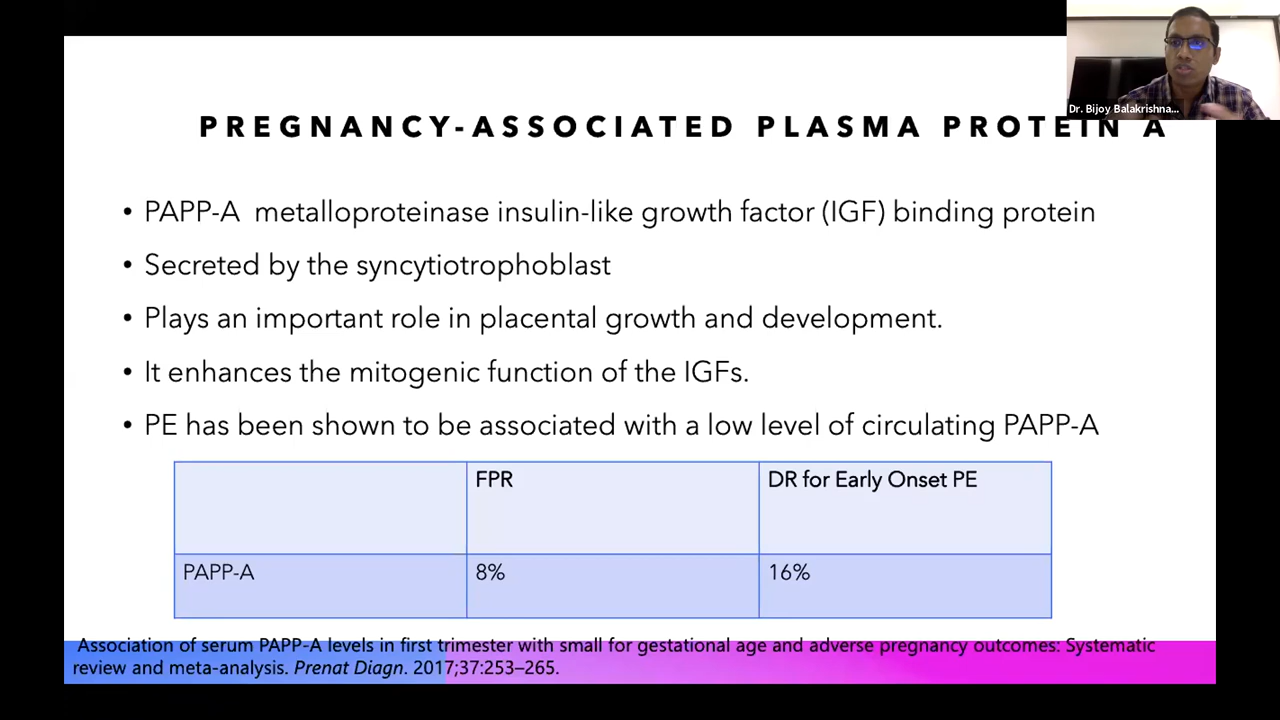 Dr. Bijoy Balakrishna...
PREGNANCY-ASSOCIATED PLASMA PROTEIN A
• PAPP-A metalloproteinase insulin-like growth factor (IGF) binding protein
• Secreted by the syncytiotrophoblast
• Plays an important role in placental growth and development.
• It enhances the mitogenic function of the IGFs.
• PE has been shown to be associated with a low level of circulating PAPP-A
FPR DR for Early Onset PE
PAPP-A 8% 16%
Association of serum PAPP-A levels in first trimester with small for gestational age and adverse pregnancy outcomes: Systematic
review and meta-analysis. Prenat Diagn. 2017;37:253–265.